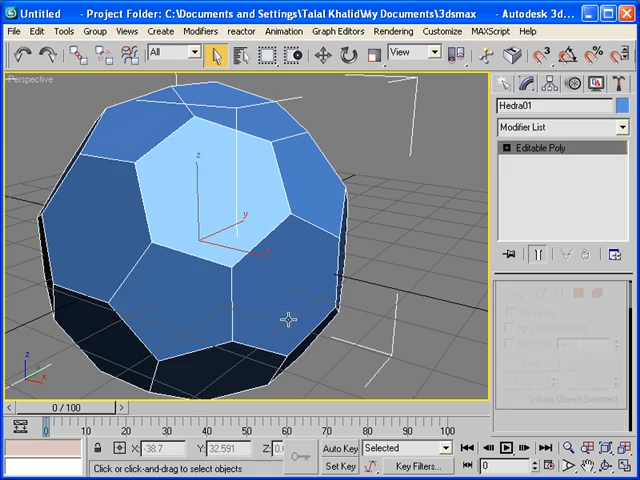 Untitled - Project Folder: C:\Documents and Settings\Talal Khalid\My Documents\3dsmax - Autodesk 3d...
File Edit Tools Group Views Create Modifiers reactor Animation Graph Editors Rendering Customize MAXScript Help
All View
Perspective
Hedra01
Modifier List
Editable Poly
z
y
z
x
Whole Object Selected
0 / 100
0 10 20 30 40 50 60 70 80 90 100
X: -38.7 Y: 32.591 Z: Auto Key Selected
Click or click-and-drag to select objects Set Key Key Filters... 0